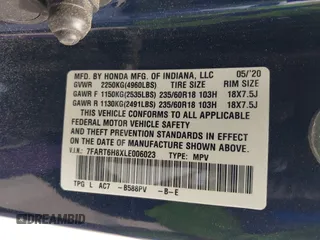 MFD. BY HONDA MFG. OF INDIANA, LLC 05/'20
GVWR 2250KG(4960LBS) TIRE SIZE RIM SIZE
GAWR F 1150KG(2535LBS) 235/60R18 103H 18X7.5J
GAWR R 1130KG(2491LBS) 235/60R18 103H 18X7.5J
THIS VEHICLE CONFORMS TO ALL APPLICABLE
FEDERAL MOTOR VEHICLE SAFETY AND
THEFT PREVENTION STANDARDS IN EFFECT ON THE
DATE OF MANUFACTURE SHOWN ABOVE.
V.I.N.: 7FART6H8XLE006023 TYPE: MPV
TPG L AC7 -B588PV -B-E
AUTOBIDMASTER